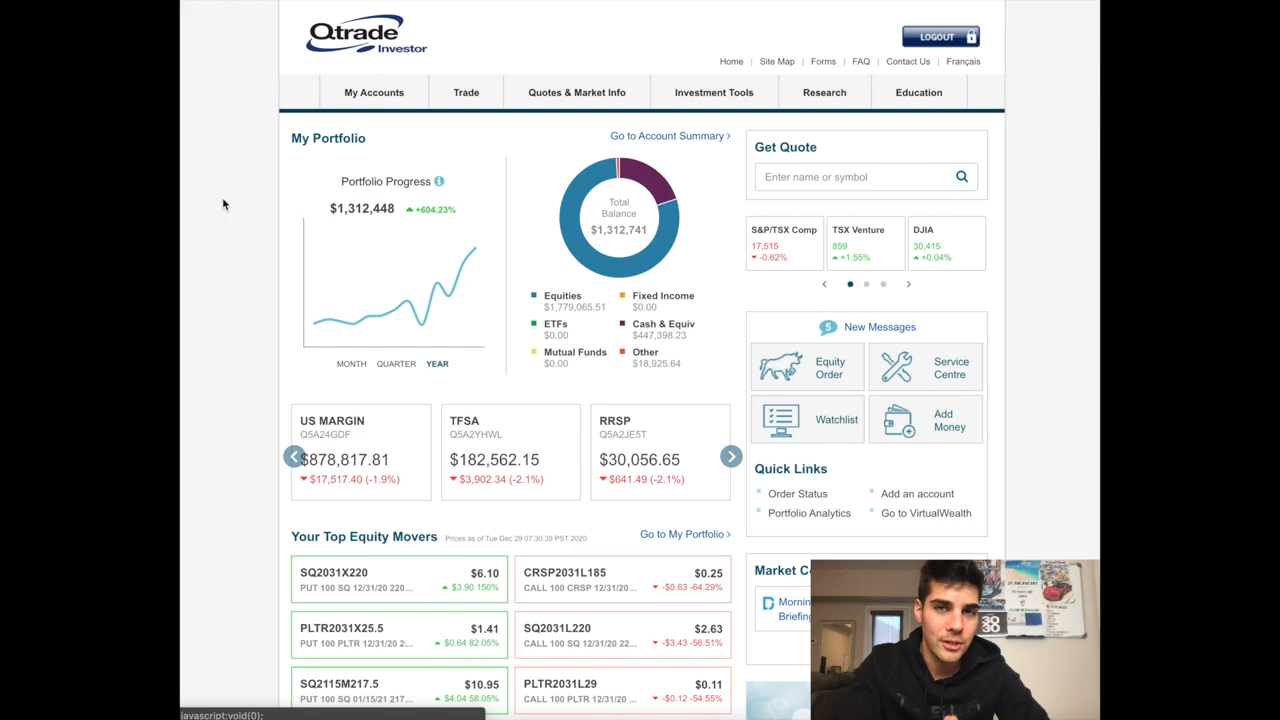 Qtrade
Investor
LOGOUT
Home | Site Map | Forms | FAQ | Contact Us | Français
My Accounts
Trade
Quotes & Market Info
Investment Tools
Research
Education
My Portfolio
Go to Account Summary >
Portfolio Progress
$1,312,448 +604.23%
MONTH QUARTER YEAR
Total
Balance
$1,312,741
Equities
$1,779,065.51
Fixed Income
$0.00
ETFs
$0.00
Cash & Equiv
$447,398.23
Mutual Funds
$0.00
Other
$18,925.64
US MARGIN
Q5A24GDF
$878,817.81
$17,517.40 (-1.9%)
TFSA
Q5A2YHWL
$182,562.15
$3,902.34 (-2.1%)
RRSP
Q5A2JE5T
$30,056.65
$641.49 (-2.1%)
Your Top Equity Movers Prices as of Tue Dec 29 07:30:39 PST 2020
Go to My Portfolio >
SQ2031X220 $6.10
PUT 100 SQ 12/31/20 220... $3.90 150%
CRSP2031L185 $0.25
CALL 100 CRSP 12/31/20 ... -$0.63 -64.29%
PLTR2031X25.5 $1.41
PUT 100 PLTR 12/31/20 2... $0.64 82.05%
SQ2031L220 $2.63
CALL 100 SQ 12/31/20 22... -$3.43 -56.51%
SQ2115M217.5 $10.95
PUT 100 SQ 01/15/21 217... $4.04 58.05%
PLTR2031L29 $0.11
CALL 100 PLTR 12/31/20 ... -$0.12 -54.55%
Get Quote
Enter name or symbol
S&P/TSX Comp
17,515
-0.62%
TSX Venture
859
+1.55%
DJIA
30,415
+0.04%
5 New Messages
Equity
Order
Service
Centre
Watchlist
Add
Money
Quick Links
Order Status
Add an account
Portfolio Analytics
Go to VirtualWealth
Market C
Mornin
Briefing
javascript:void(0);